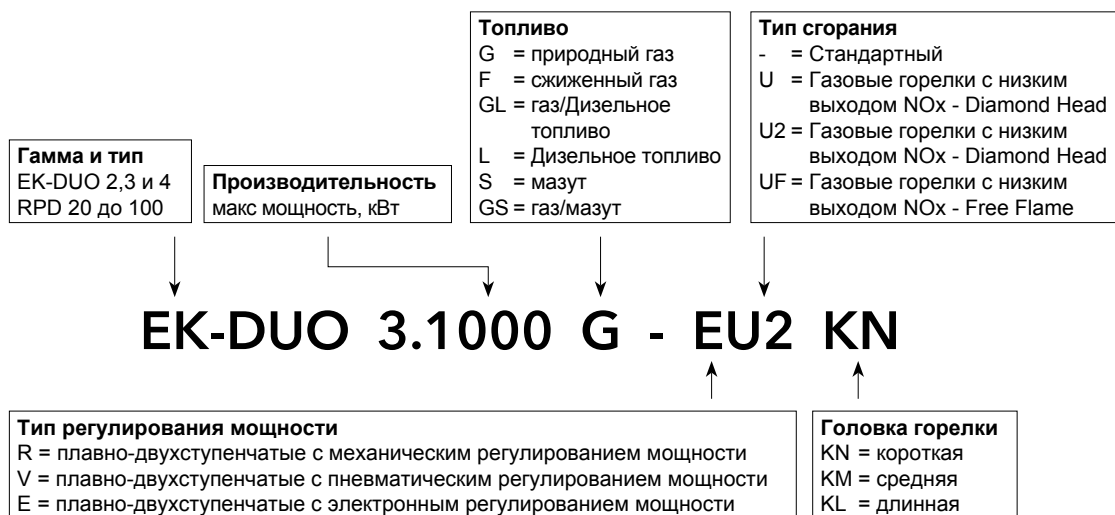 Топливо
G = природный газ
F = сжиженный газ
GL = газ/Дизельное
топливо
L = Дизельное топливо
S = мазут
GS = газ/мазут
Тип сгорания
- = Стандартный
U = Газовые горелки с низким
выходом NOx - Diamond Head
U2 = Газовые горелки с низким
выходом NOx - Diamond Head
UF = Газовые горелки с низким
выходом NOx - Free Flame
Гамма и тип
EK-DUO 2,3 и 4
RPD 20 до 100
Производительность
макс мощность, кВт
EK-DUO 3.1000 G - EU2 KN
Тип регулирования мощности
R = плавно-двухступенчатые с механическим регулированием мощности
V = плавно-двухступенчатые с пневматическим регулированием мощности
E = плавно-двухступенчатые с электронным регулированием мощности
Головка горелки
KN = короткая
KM = средняя
KL = длинная